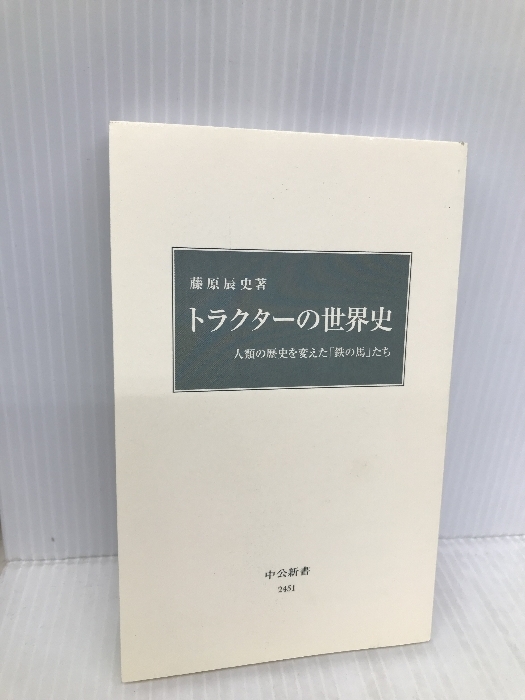 藤原辰史著
トラクターの世界史
人類の歴史を変えた「鉄の馬」たち
中公新書
2451